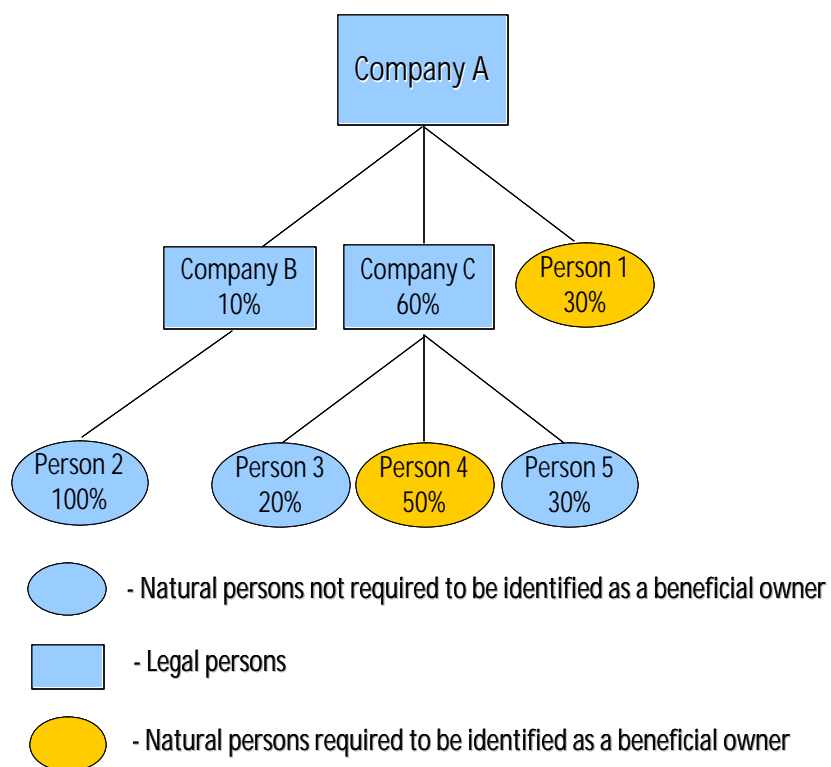 Company A
Company B
10%
Company C
60%
Person 1
30%
Person 2
100%
Person 3
20%
Person 4
50%
Person 5
30%
- Natural persons not required to be identified as a beneficial owner
- Legal persons
- Natural persons required to be identified as a beneficial owner